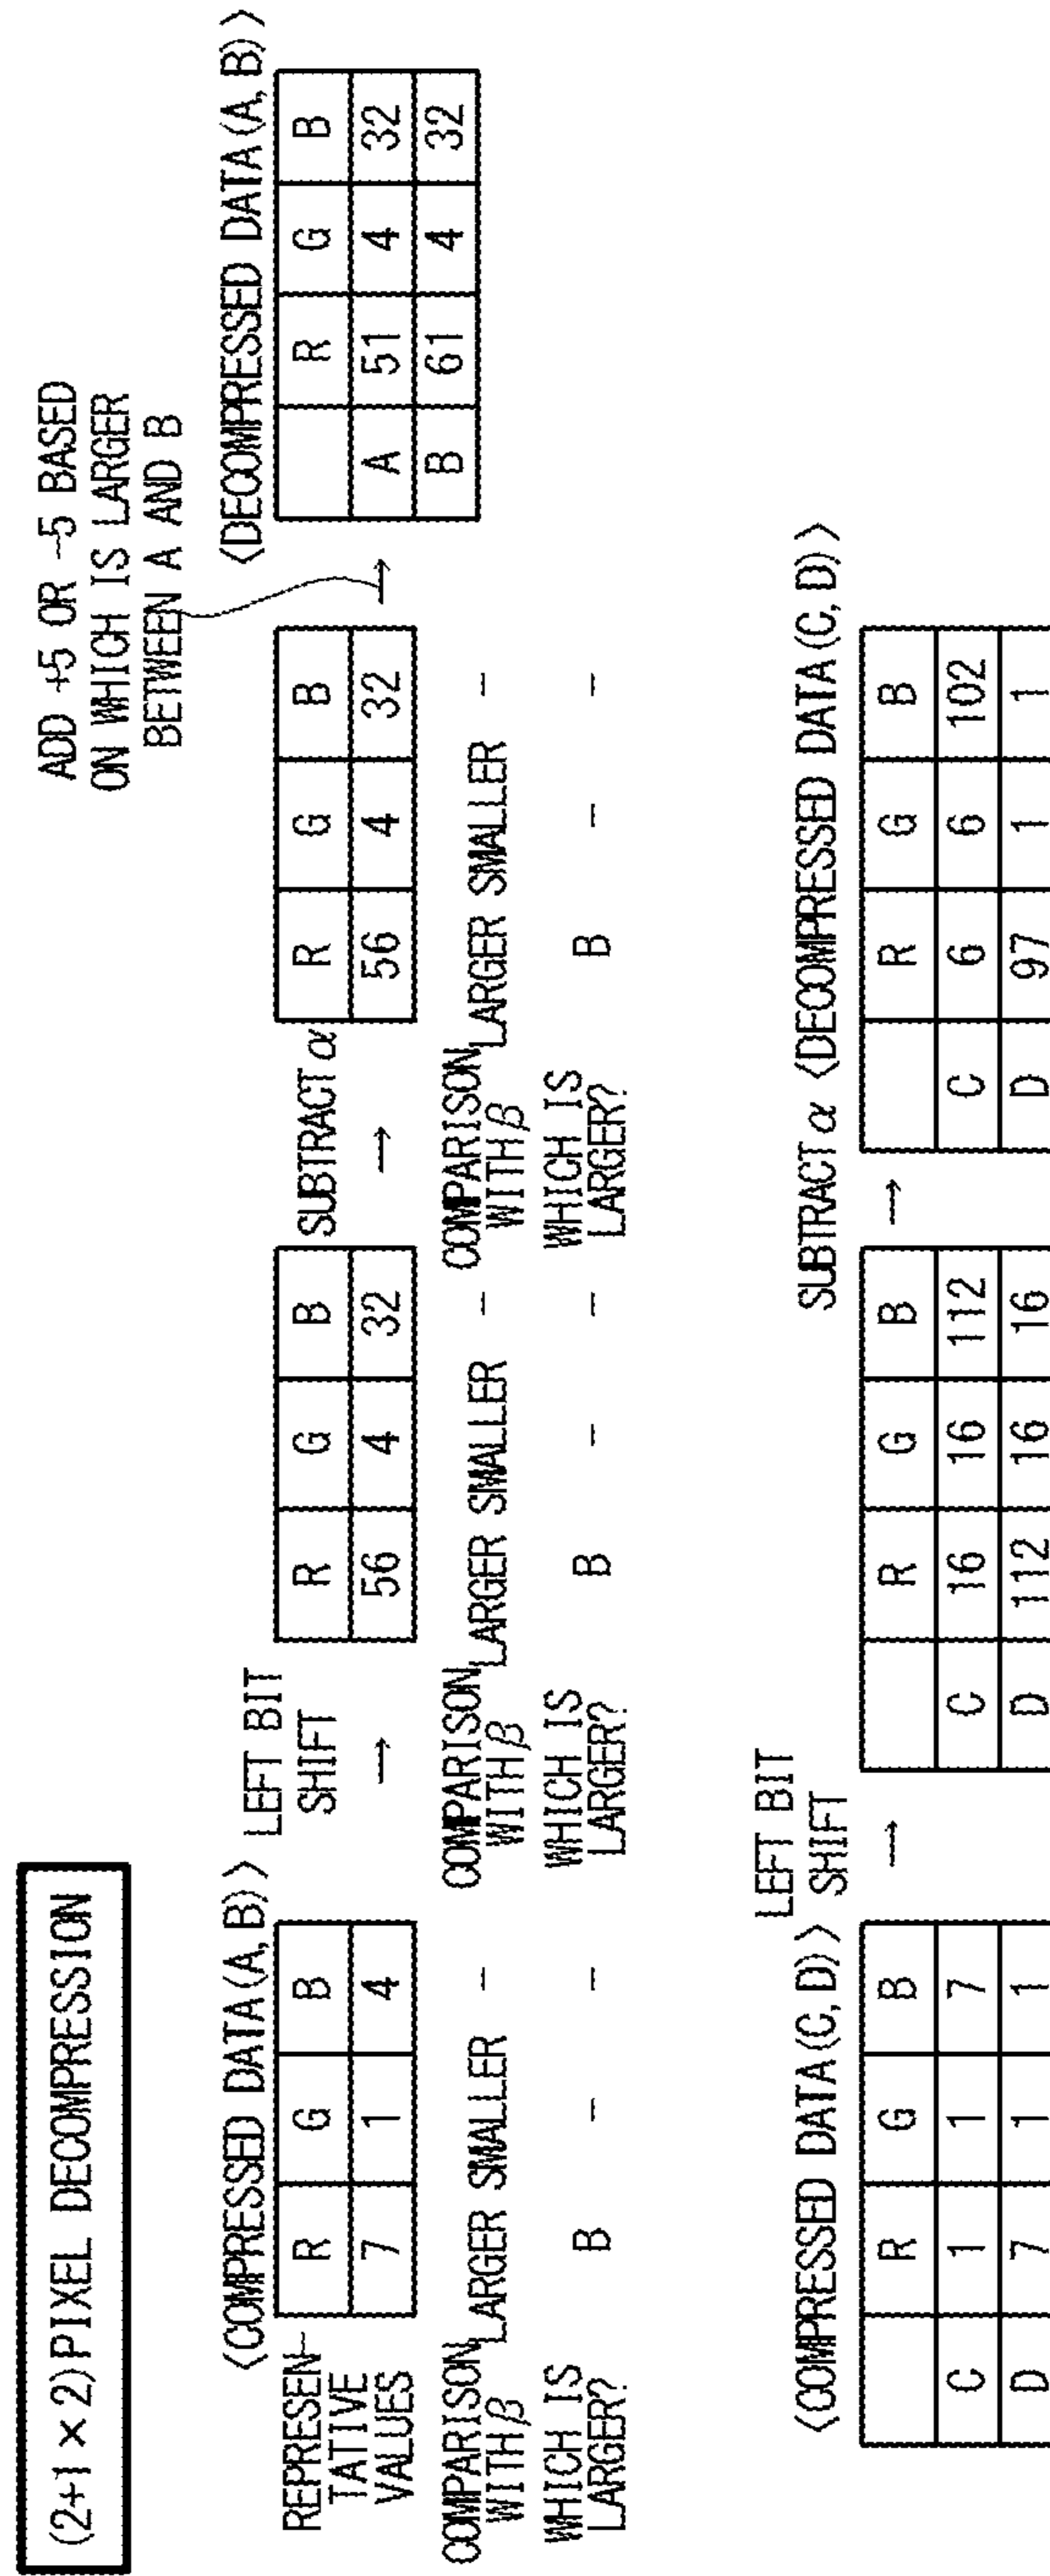 (2+1×2)PIXEL DECOMPRESSION
<COMPRESSED DATA(A, B)>
REPRESEN-
TATIVE
VALUES
R G B
7 1 4
COMPARISON
WITH β
LARGER SMALLER -
WHICH IS
LARGER?
B - -
LEFT BIT
SHIFT
→
R G B
56 4 32
COMPARISON
WITH β
LARGER SMALLER -
WHICH IS
LARGER?
B - -
SUBTRACT α
→
R G B
56 4 32
COMPARISON
WITH β
LARGER SMALLER -
WHICH IS
LARGER?
B - -
ADD +5 OR -5 BASED
ON WHICH IS LARGER
BETWEEN A AND B
→
<DECOMPRESSED DATA(A, B)>
R G B
A 51 4 32
B 61 4 32
<COMPRESSED DATA(C, D)>
R G B
C 1 1 7
D 7 1 1
LEFT BIT
SHIFT
→
R G B
C 16 16 112
D 112 16 16
SUBTRACT α
→
<DECOMPRESSED DATA(C, D)>
R G B
C 6 6 102
D 97 1 1